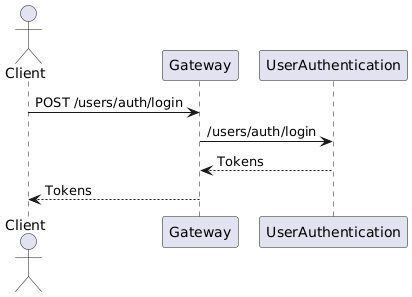 Client
Gateway
UserAuthentication
POST /users/auth/login
/users/auth/login
Tokens
Tokens
Client
Gateway
UserAuthentication